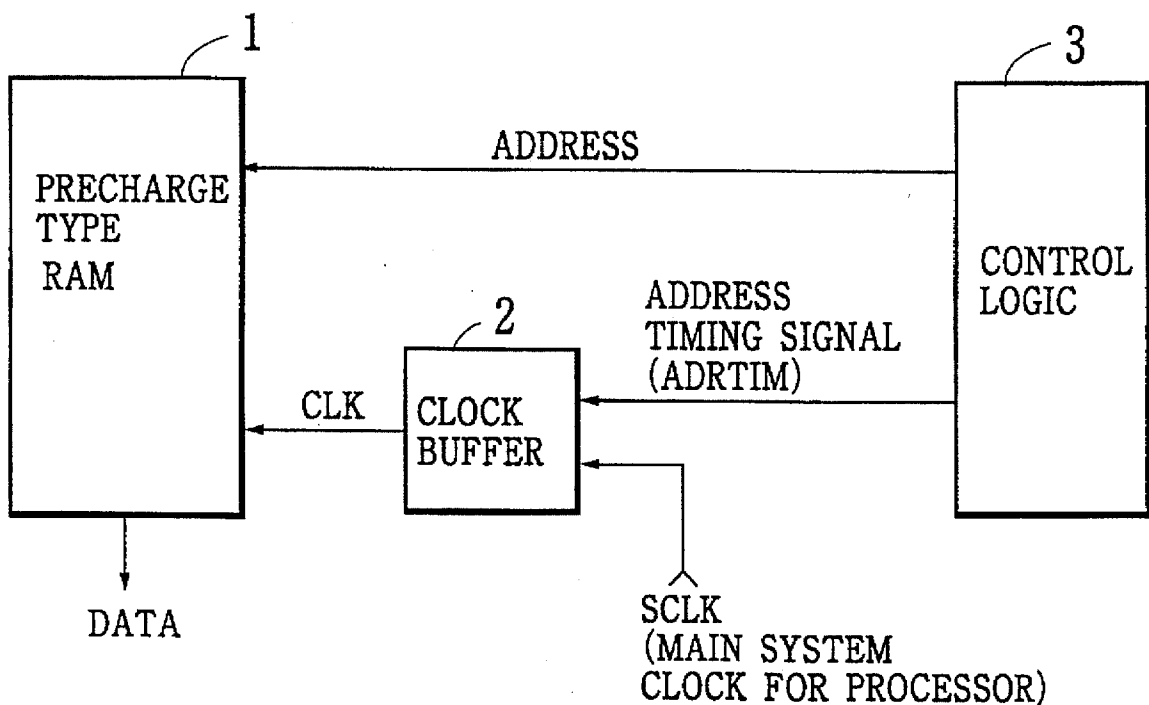 1
3
ADDRESS
PRECHARGE
TYPE
RAM
CONTROL
LOGIC
ADDRESS
TIMING SIGNAL
(ADRTIM)
2
CLK
CLOCK
BUFFER
DATA
SCLK
(MAIN SYSTEM
CLOCK FOR PROCESSOR)